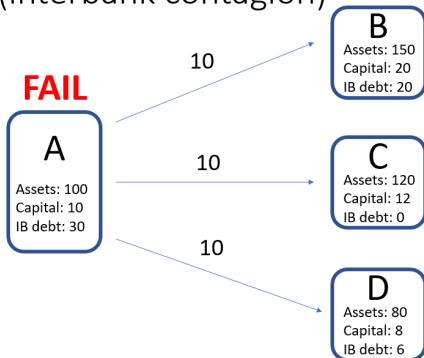 (interbank contagion)
FAIL
A
Assets: 100
Capital: 10
IB debt: 30
10
10
10
B
Assets: 150
Capital: 20
IB debt: 20
C
Assets: 120
Capital: 12
IB debt: 0
D
Assets: 80
Capital: 8
IB debt: 6